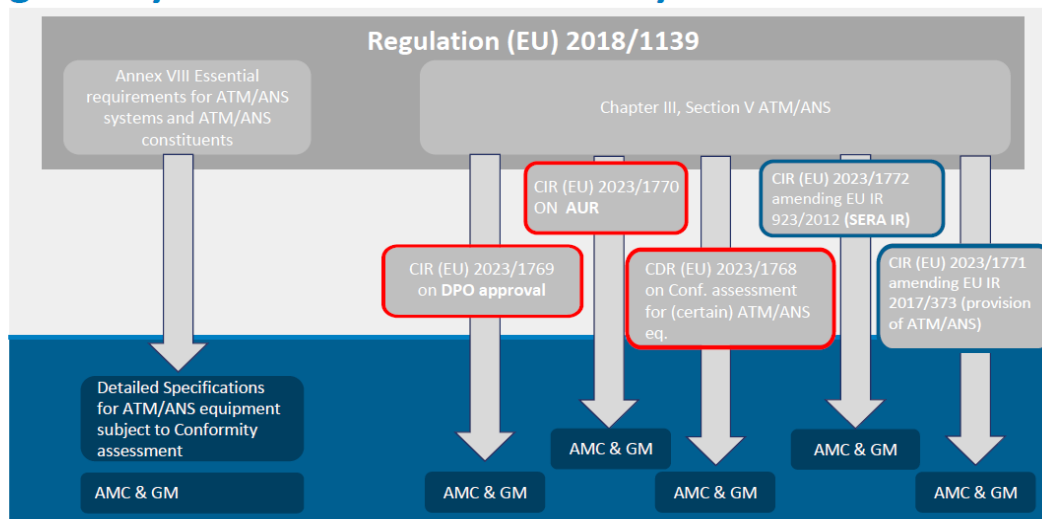 Regulation (EU) 2018/1139
Annex VIII Essential
requirements for ATM/ANS
systems and ATM/ANS
constituents
Chapter III, Section V ATM/ANS
CIR (EU) 2023/1770
ON AUR
CIR (EU) 2023/1772
amending EU IR
923/2012 (SERA IR)
CIR (EU) 2023/1769
on DPO approval
CDR (EU) 2023/1768
on Conf. assessment
for (certain) ATM/ANS
eq.
CIR (EU) 2023/1771
amending EU IR
2017/373 (provision
of ATM/ANS)
Detailed Specifications
for ATM/ANS equipment
subject to Conformity
assessment
AMC & GM
AMC & GM
AMC & GM
AMC & GM
AMC & GM
AMC & GM